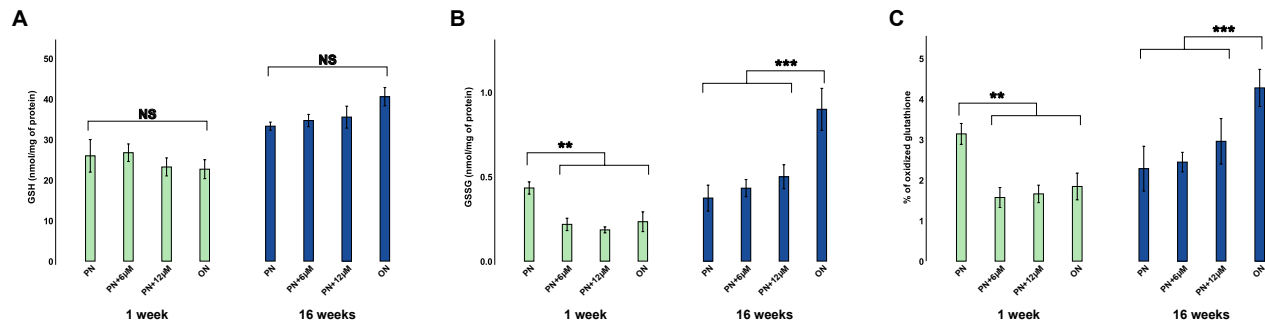 A
GSH (nmol/mg of protein)
50
40
30
20
10
0
NS
NS
PN
PN+6µM
PN+12µM
ON
PN
PN+6µM
PN+12µM
ON
1 week
16 weeks
B
GSSG (nmol/mg of protein)
1.0
0.5
0.0
**
***
PN
PN+6µM
PN+12µM
ON
PN
PN+6µM
PN+12µM
ON
1 week
16 weeks
C
% of oxidized glutathione
5
4
3
2
1
0
**
***
PN
PN+6µM
PN+12µM
ON
PN
PN+6µM
PN+12µM
ON
1 week
16 weeks